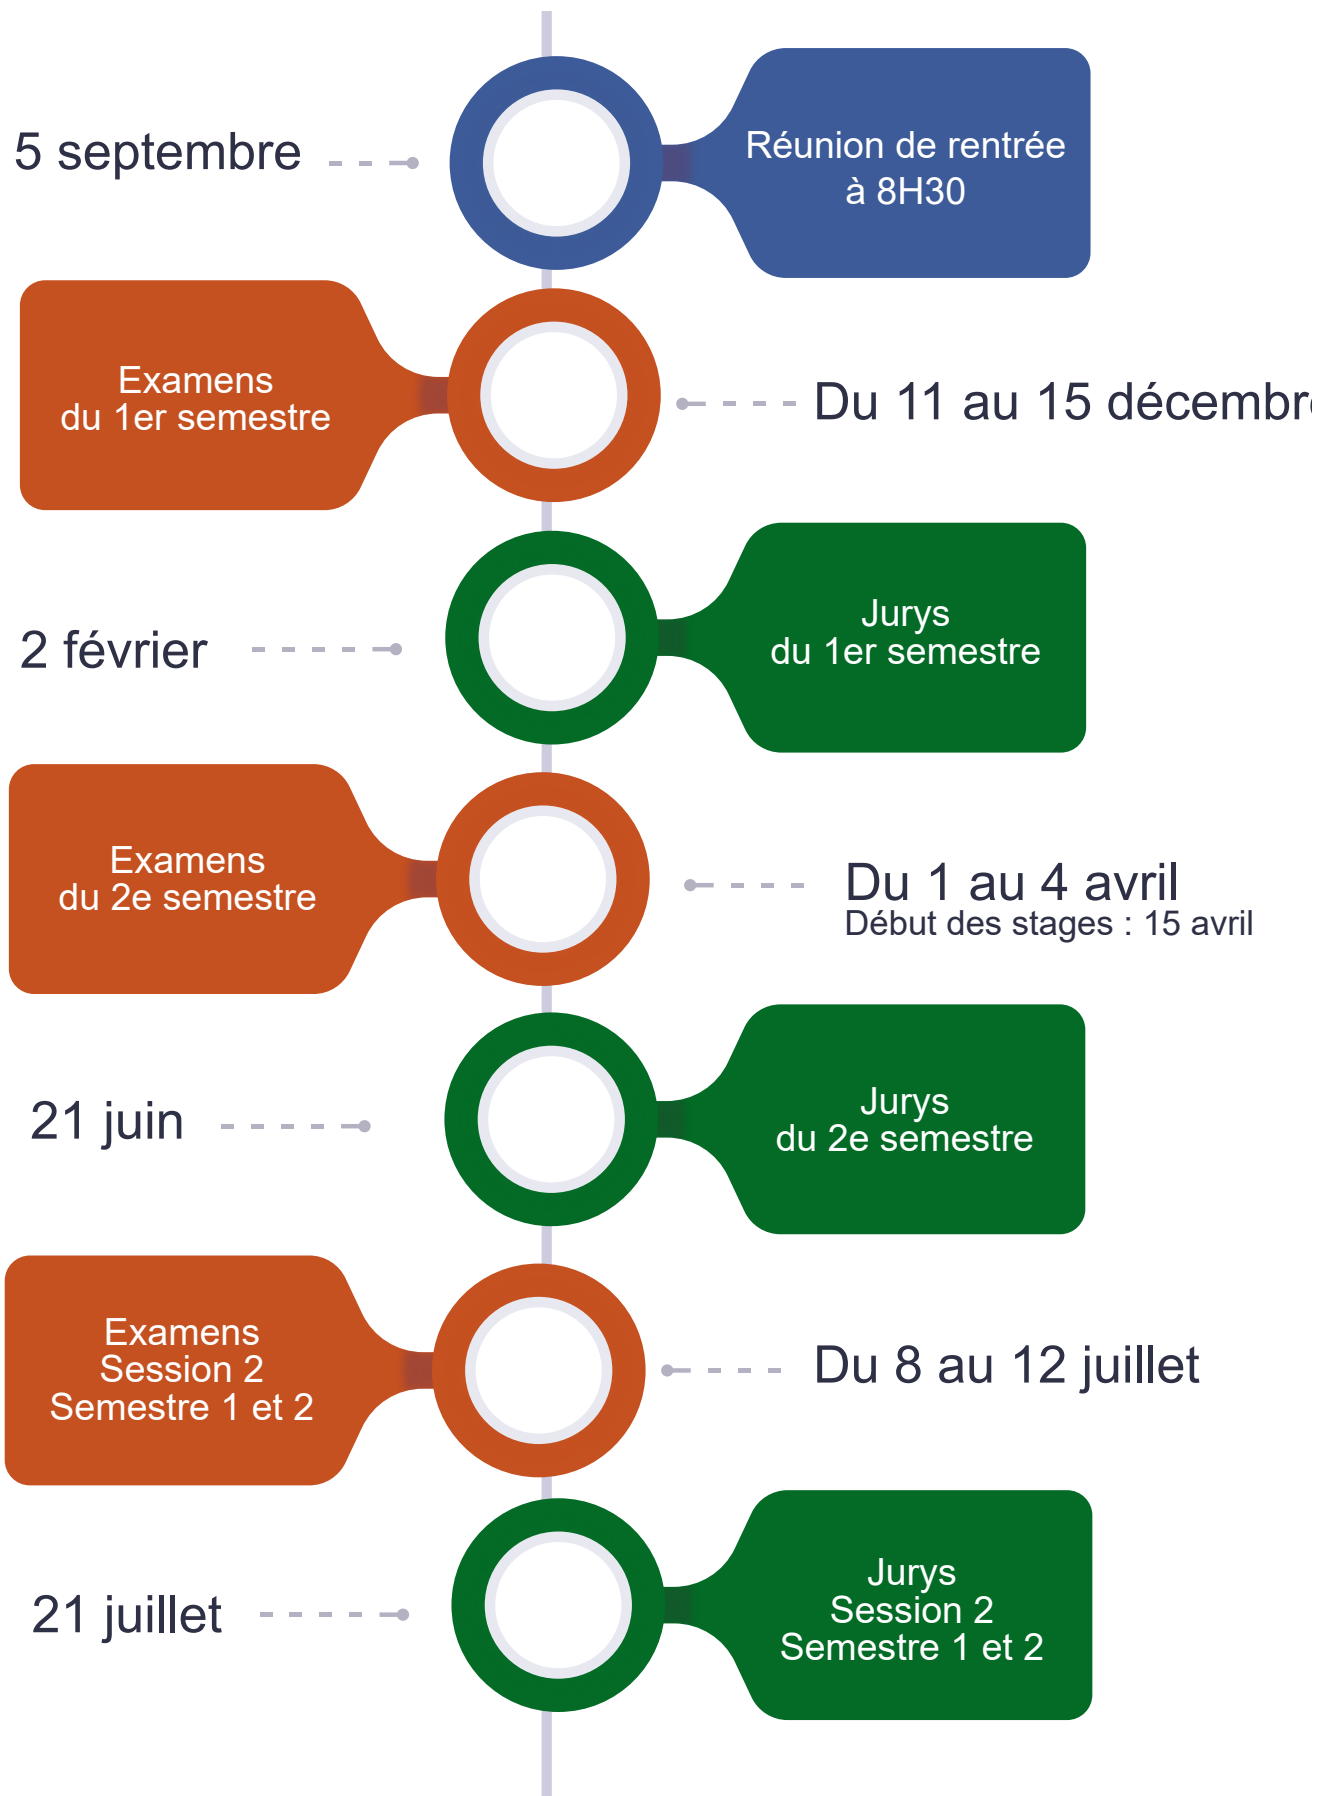 5 septembre
Réunion de rentrée
à 8H30
Examens
du 1er semestre
Du 11 au 15 décembr
2 février
Jurys
du 1er semestre
Examens
du 2e semestre
Du 1 au 4 avril
Début des stages : 15 avril
21 juin
Jurys
du 2e semestre
Examens
Session 2
Semestre 1 et 2
Du 8 au 12 juillet
21 juillet
Jurys
Session 2
Semestre 1 et 2